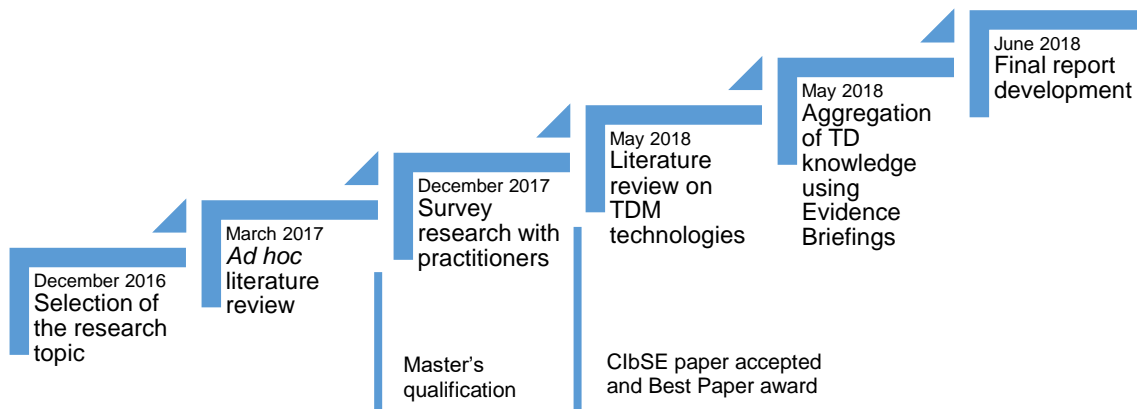 December 2016
Selection of
the research
topic
March 2017
Ad hoc
literature
review
December 2017
Survey
research with
practitioners
May 2018
Literature
review on
TDM
technologies
May 2018
Aggregation
of TD
knowledge
using
Evidence
Briefings
June 2018
Final report
development
Master's
qualification
CIbSE paper accepted
and Best Paper award